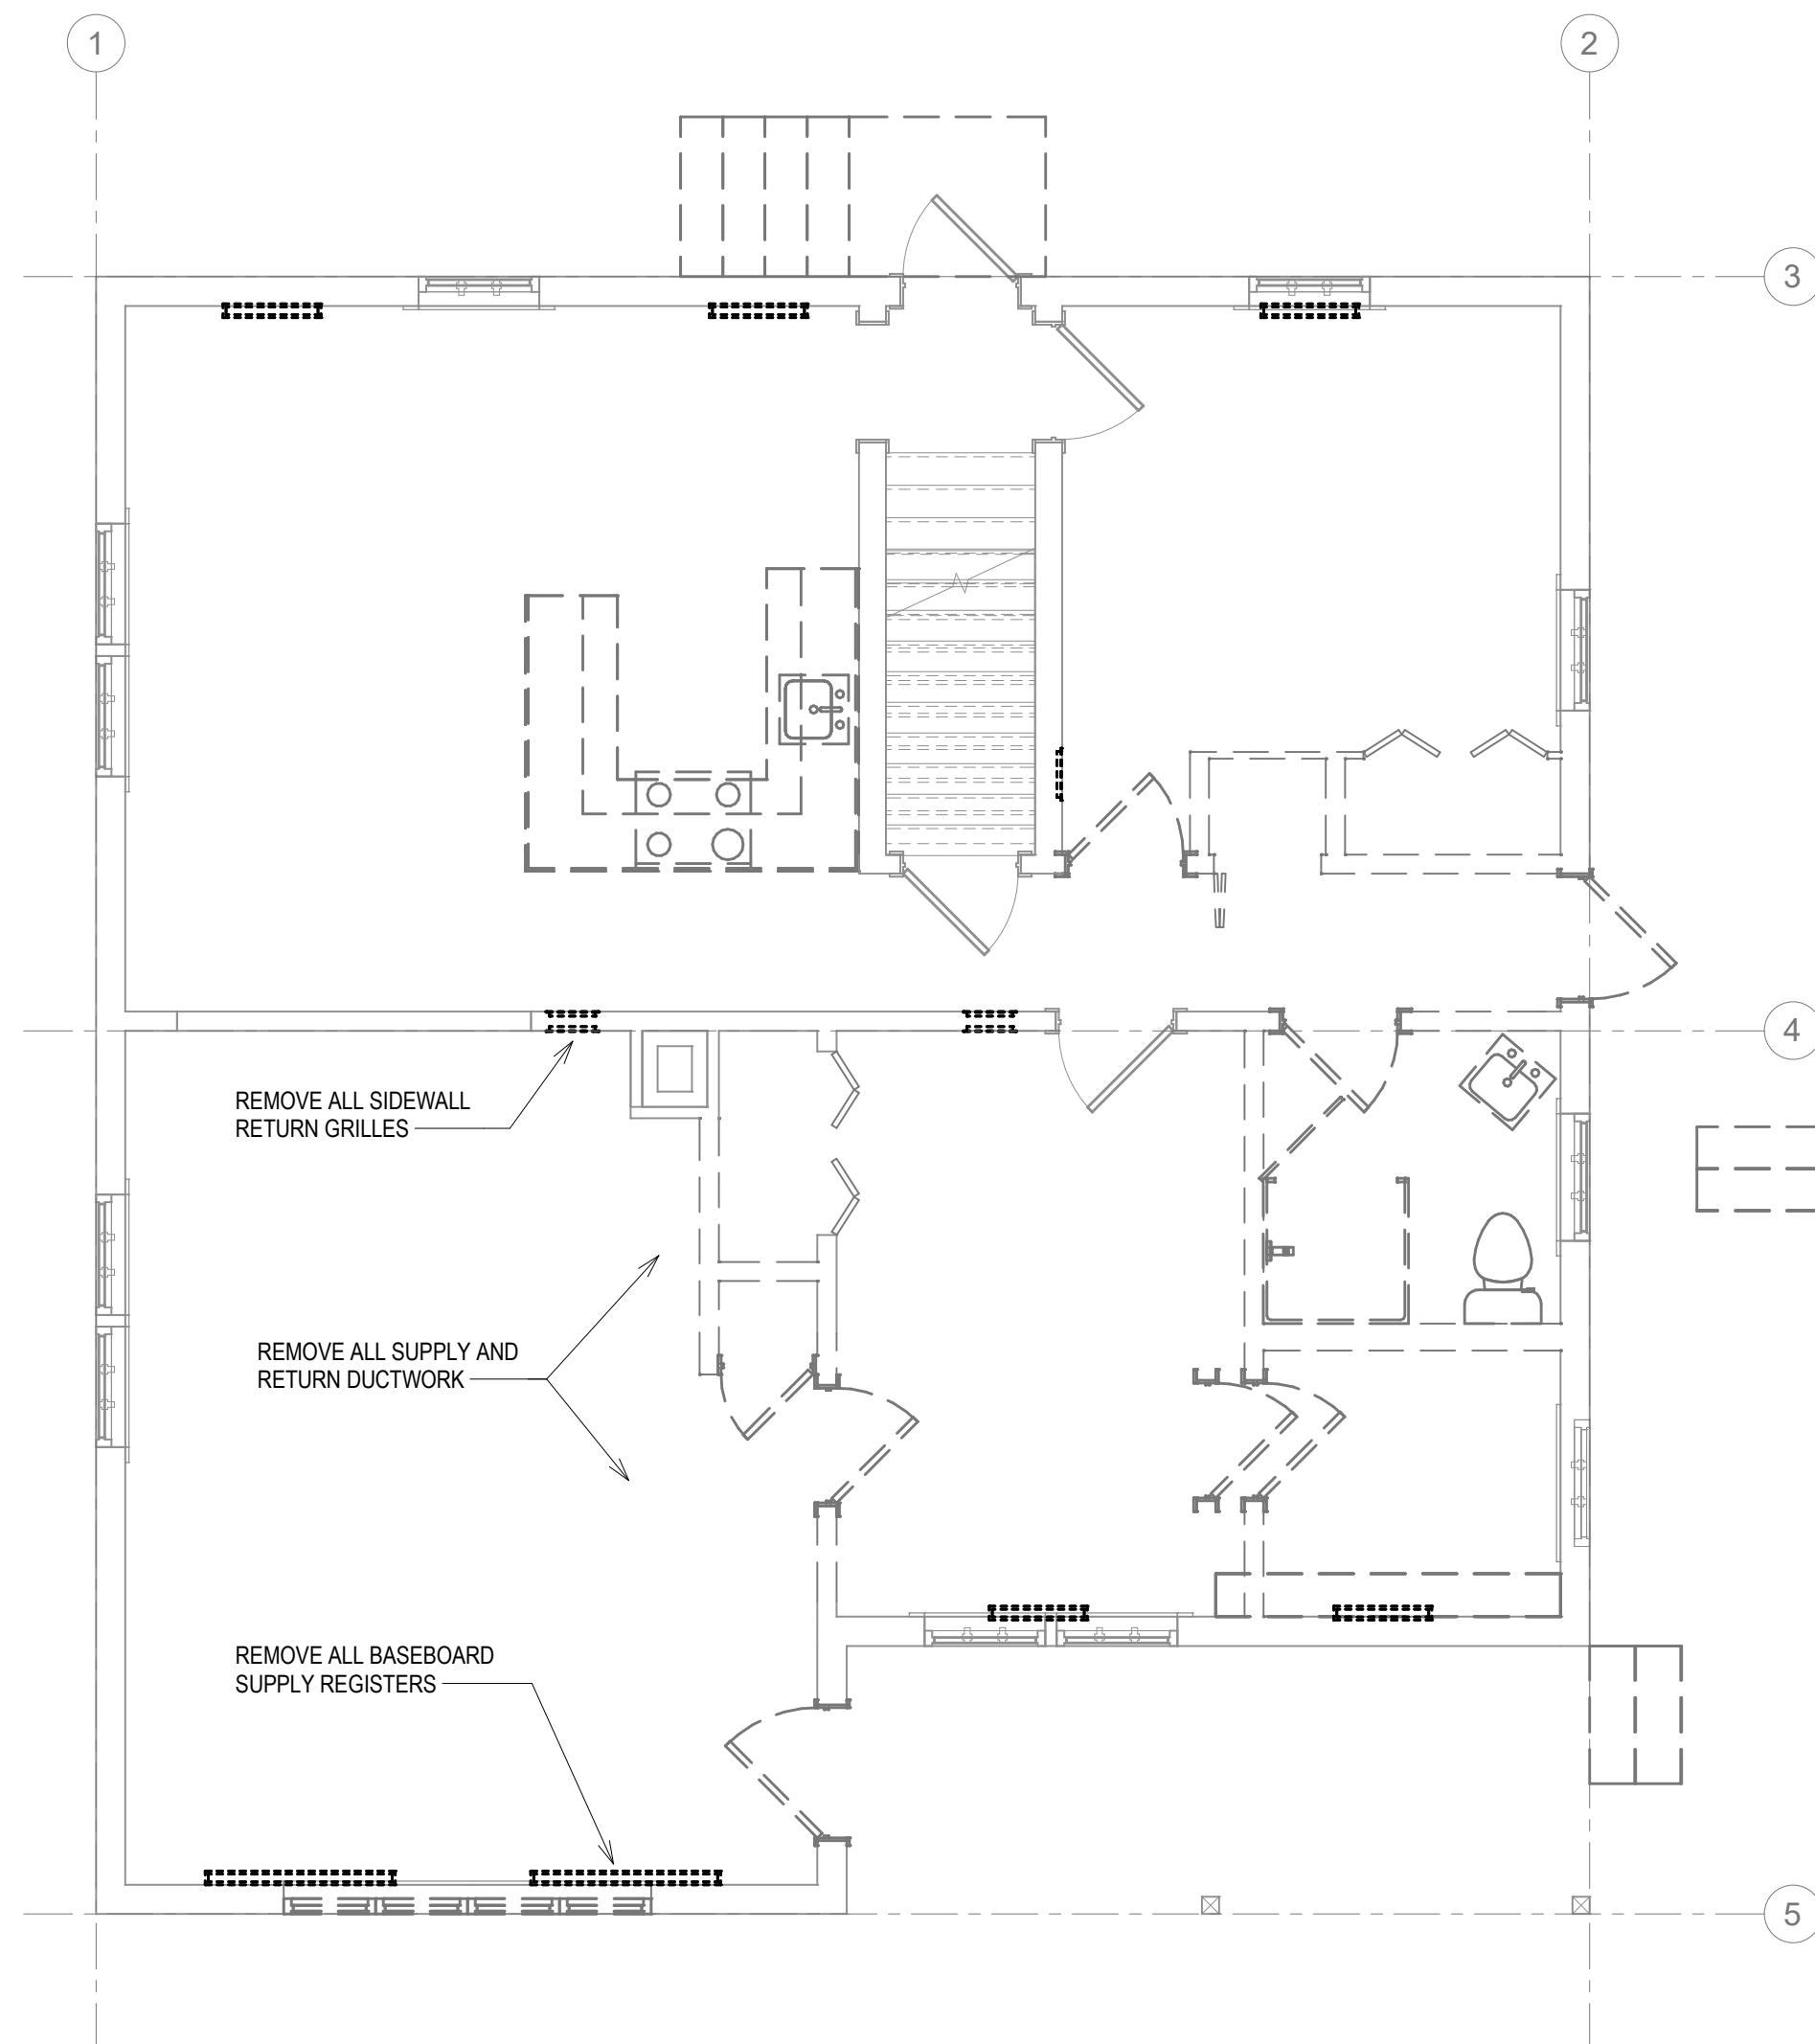 1
2
3
4
REMOVE ALL SIDEWALL
RETURN GRILLES
REMOVE ALL SUPPLY AND
RETURN DUCTWORK
REMOVE ALL BASEBOARD
SUPPLY REGISTERS
5